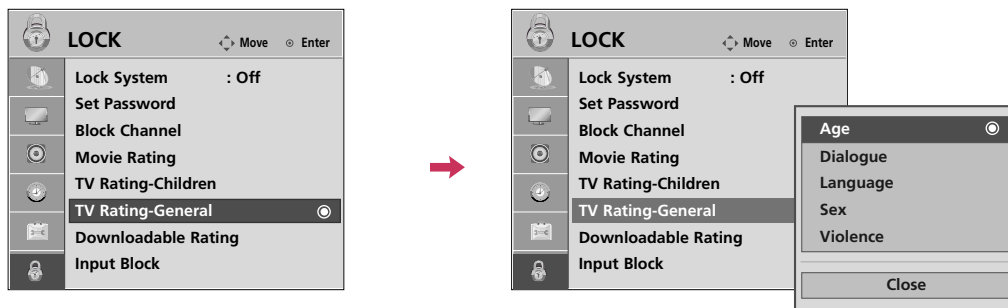 LOCK
Move Enter
Lock System : Off
Set Password
Block Channel
Movie Rating
TV Rating-Children
TV Rating-General
Downloadable Rating
Input Block
LOCK
Move Enter
Lock System : Off
Set Password
Block Channel
Movie Rating
TV Rating-Children
TV Rating-General
Downloadable Rating
Input Block
Age
Dialogue
Language
Sex
Violence
Close